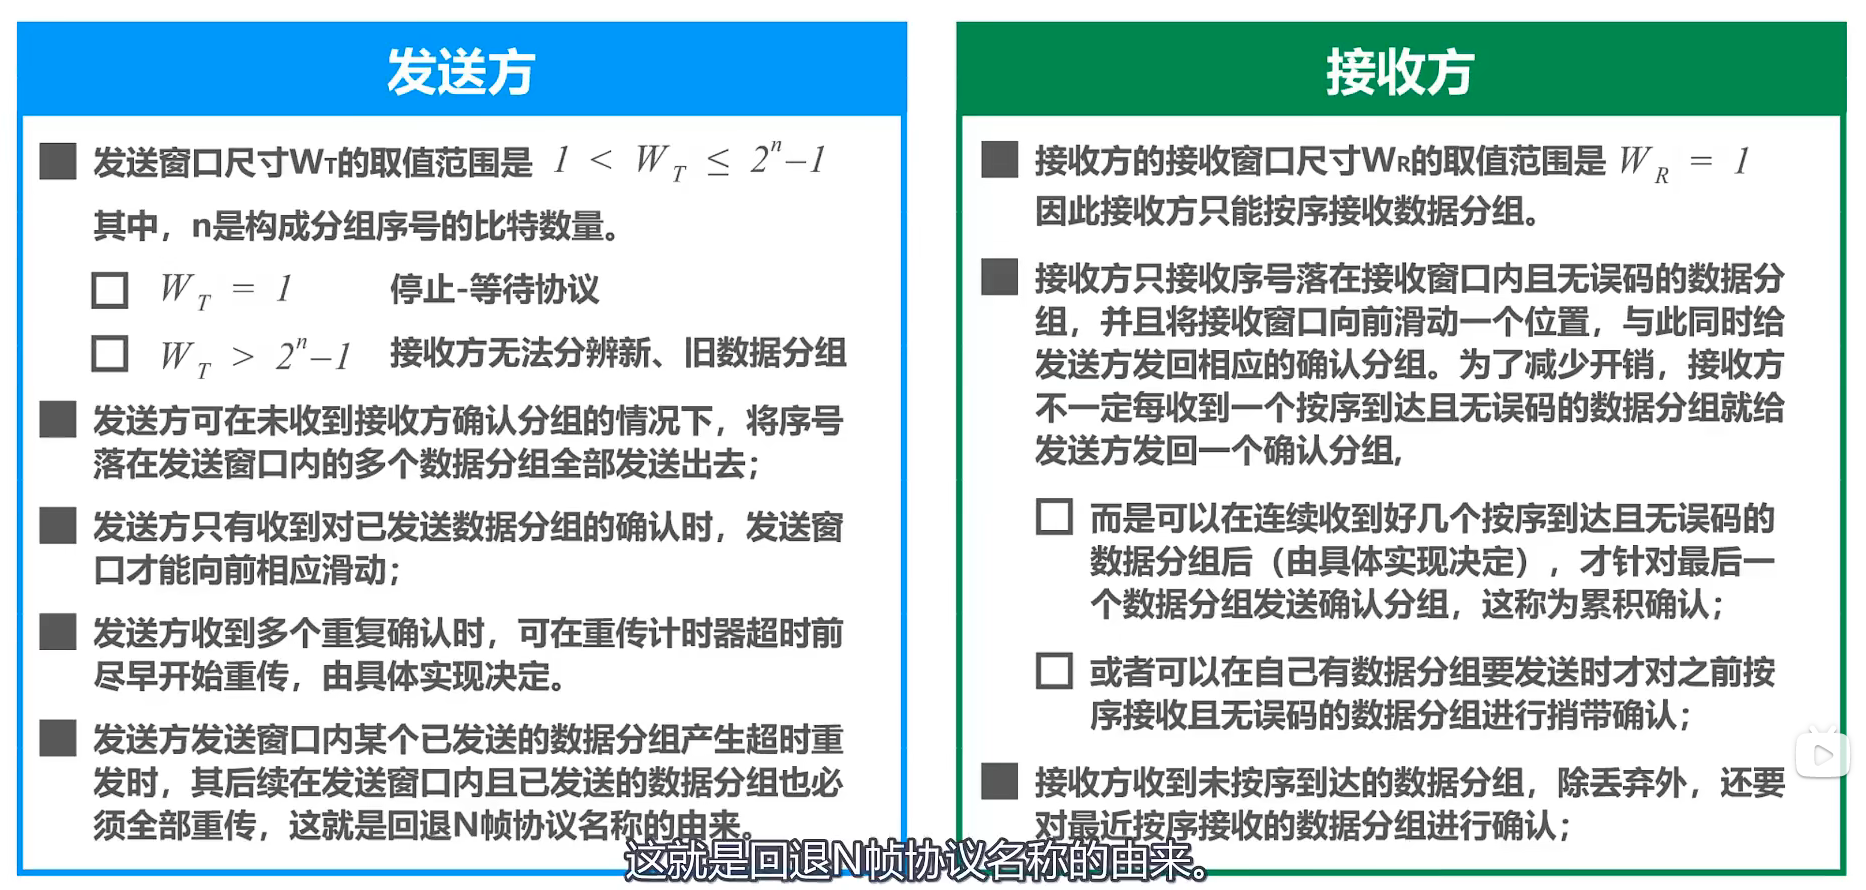 发送方
发送窗口尺寸WT的取值范围是 1 < W_T ≤ 2^n–1
其中，n是构成分组序号的比特数量。
W_T = 1 停止-等待协议
W_T > 2^n–1 接收方无法分辨新、旧数据分组
发送方可在未收到接收方确认分组的情况下，将序号
落在发送窗口内的多个数据分组全部发送出去；
发送方只有收到对已发送数据分组的确认时，发送窗
口才能向前相应滑动；
发送方收到多个重复确认时，可在重传计时器超时前
尽早开始重传，由具体实现决定。
发送方发送窗口内某个已发送的数据分组产生超时重
发时，其后续在发送窗口内且已发送的数据分组也必
须全部重传，这就是回退N帧协议名称的由来。
接收方
接收方的接收窗口尺寸WR的取值范围是 W_R = 1
因此接收方只能按序接收数据分组。
接收方只接收序号落在接收窗口内且无误码的数据分
组，并且将接收窗口向前滑动一个位置，与此同时给
发送方发回相应的确认分组。为了减少开销，接收方
不一定每收到一个按序到达且无误码的数据分组就给
发送方发回一个确认分组,
而是可以在连续收到好几个按序到达且无误码的
数据分组后（由具体实现决定），才针对最后一
个数据分组发送确认分组，这称为累积确认；
或者可以在自己有数据分组要发送时才对之前按
序接收且无误码的数据分组进行捎带确认；
接收方收到未按序到达的数据分组，除丢弃外，还要
对最近按序接收的数据分组进行确认；
这就是回退N帧协议名称的由来。